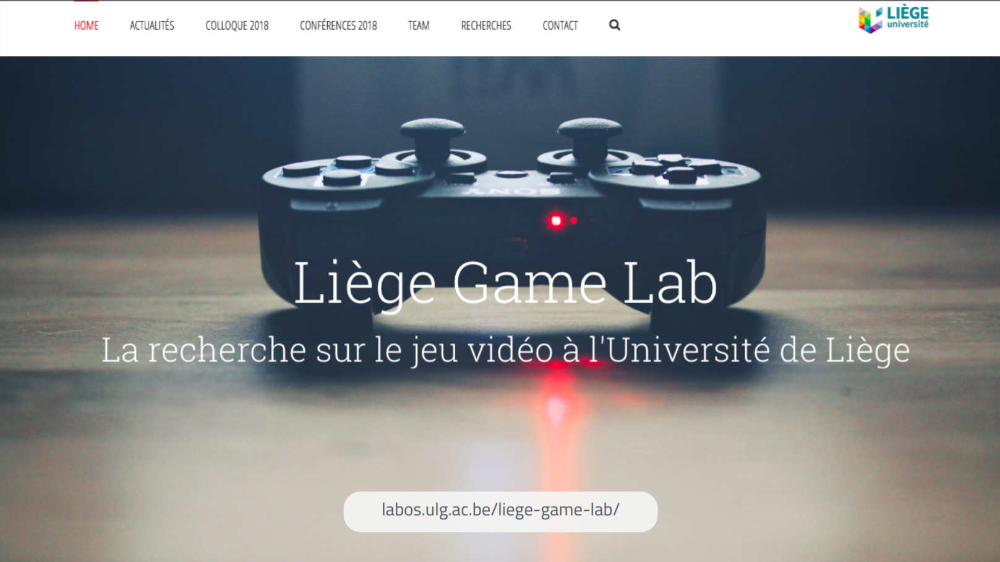 HOME ACTUALITÉS COLLOQUE 2018 CONFÉRENCES 2018 TEAM RECHERCHES CONTACT
LIÈGE
université
SONY
Liège Game Lab
La recherche sur le jeu vidéo à l'Université de Liège
labos.ulg.ac.be/liege-game-lab/